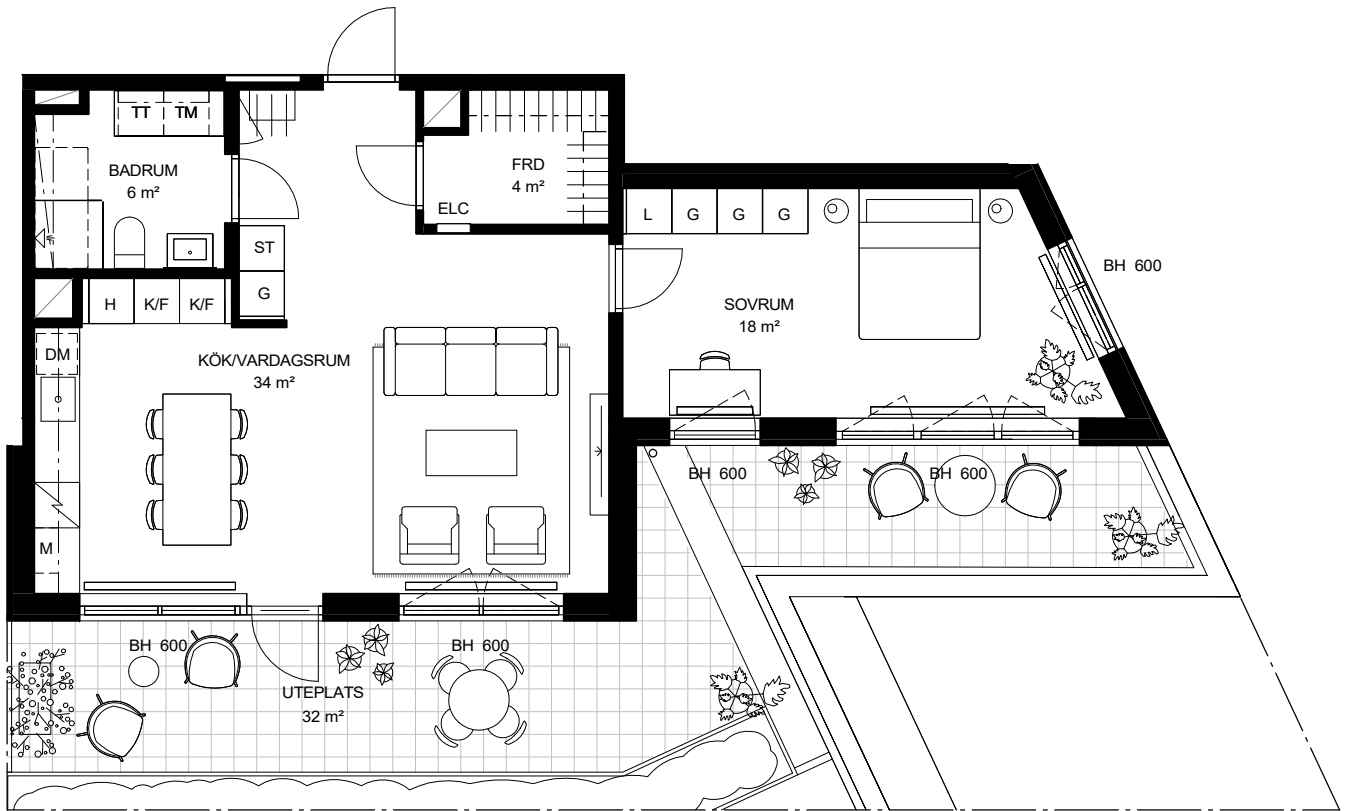 TT TM
BADRUM
6 m²
FRD
4 m²
ELC
L G G G
ST
G
BH 600
H K/F K/F
SOVRUM
18 m²
DM
KÖK/VARDAGSRUM
34 m²
BH 600
BH 600
M
BH 600
BH 600
UTEPLATS
32 m²